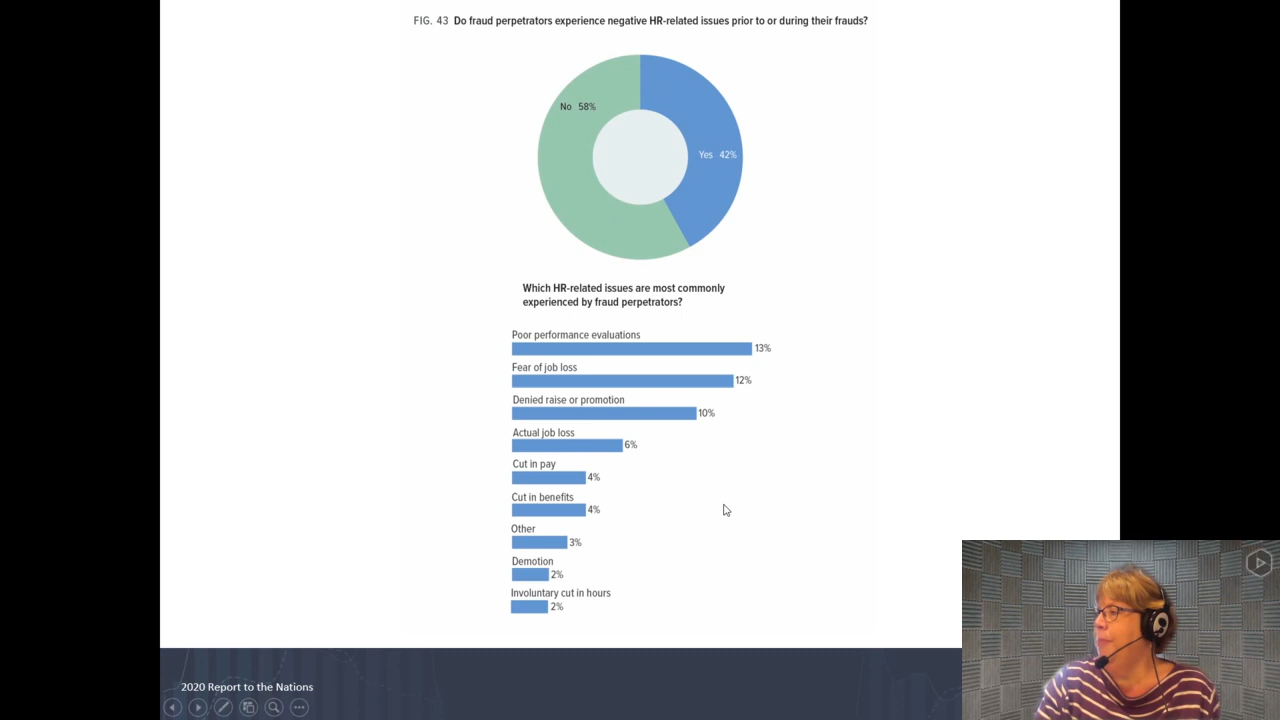 FIG. 43 Do fraud perpetrators experience negative HR-related issues prior to or during their frauds?
No 58%
Yes 42%
Which HR-related issues are most commonly
experienced by fraud perpetrators?
Poor performance evaluations
13%
Fear of job loss
12%
Denied raise or promotion
10%
Actual job loss
6%
Cut in pay
4%
Cut in benefits
4%
Other
3%
Demotion
2%
Involuntary cut in hours
2%
2020 Report to the Nations